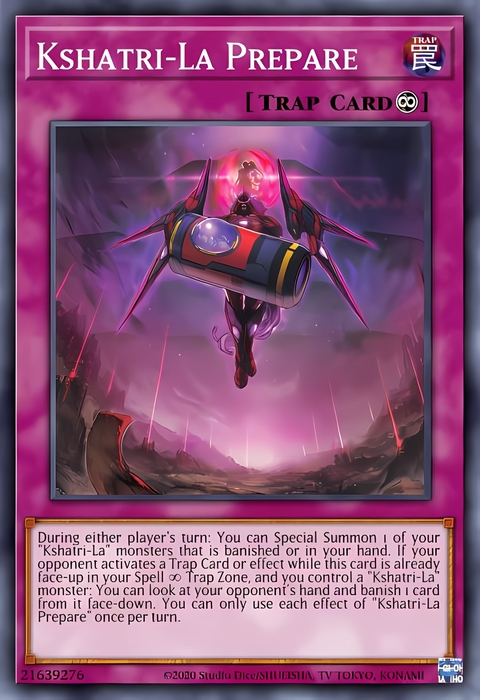 KSHATRI-LA PREPARE
TRAP
罠
[TRAP CARD∞]
During either player's turn: You can Special Summon 1 of your
"Kshatri-La" monsters that is banished or in your hand. If your
opponent activates a Trap Card or effect while this card is already
face-up in your Spell ∞ Trap Zone, and you control a "Kshatri-La"
monster: You can look at your opponent's hand and banish 1 card
from it face-down. You can only use each effect of "Kshatri-La
Prepare" once per turn.
21639276
©2020 Studio Dice/SHUEISHA, TV TOKYO, KONAMI